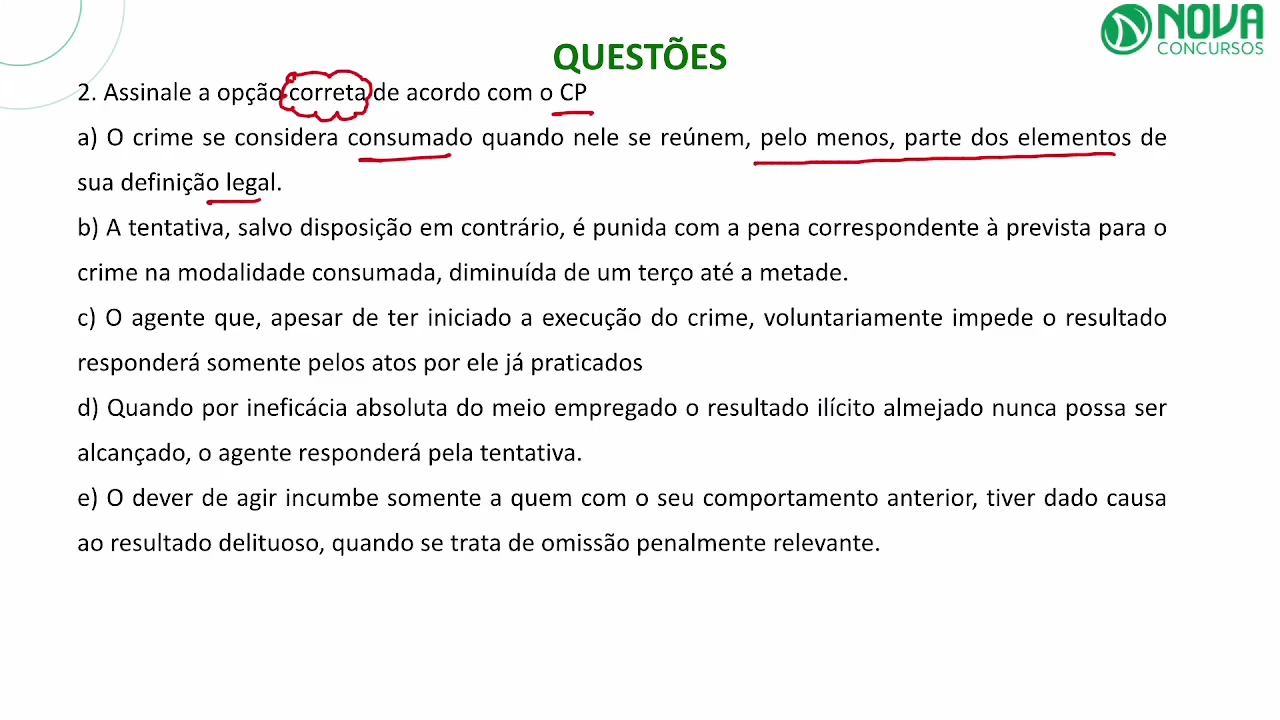 NOVA
CONCURSOS
QUESTÕES
2. Assinale a opção correta de acordo com o CP
a) O crime se considera consumado quando nele se reúnem, pelo menos, parte dos elementos de
sua definição legal.
b) A tentativa, salvo disposição em contrário, é punida com a pena correspondente à prevista para o
crime na modalidade consumada, diminuída de um terço até a metade.
c) O agente que, apesar de ter iniciado a execução do crime, voluntariamente impede o resultado
responderá somente pelos atos por ele já praticados
d) Quando por ineficácia absoluta do meio empregado o resultado ilícito almejado nunca possa ser
alcançado, o agente responderá pela tentativa.
e) O dever de agir incumbe somente a quem com o seu comportamento anterior, tiver dado causa
ao resultado delituoso, quando se trata de omissão penalmente relevante.